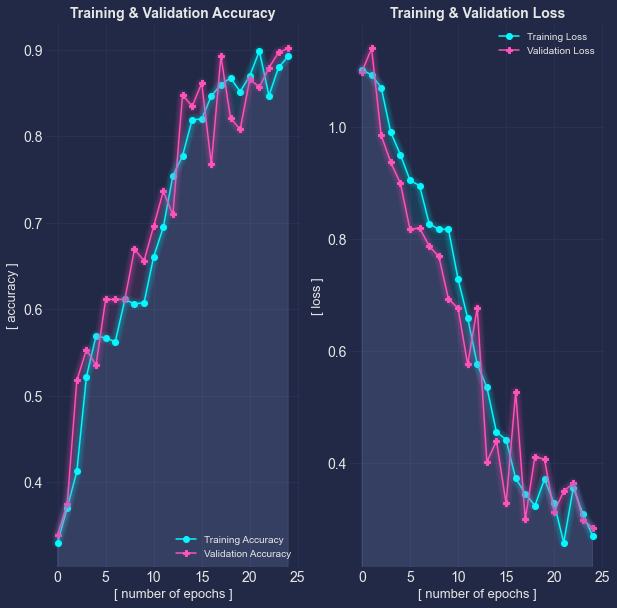 Training & Validation Accuracy
0.9
0.8
0.7
0.6
0.5
0.4
[ accuracy ]
Training Accuracy
Validation Accuracy
0 5 10 15 20 25
[ number of epochs ]
Training & Validation Loss
Training Loss
Validation Loss
1.0
0.8
0.6
0.4
[ loss ]
0 5 10 15 20 25
[ number of epochs ]